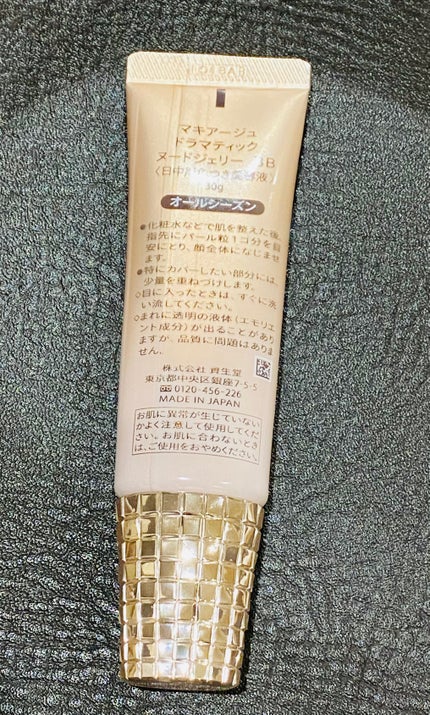 マキアージュ
ドラマティック
ヌードジェリー BB
〈日中用 つき美容液〉
30g
オールシーズン
●化粧水などで肌を整えた後、
指先にパール粒1コ分を目
安にとり、顔全体になじませ
ます。
●特にカバーしたい部分には、
少量を重ねづけします。
◇目に入ったときは、すぐに洗
い流してください。
◇まれに透明の液体(エモリエ
ント成分)が出ることがあり
ますが、品質に問題はありま
せん。
株式会社 資生堂
東京都中央区銀座7-5-5
0120-456-226
MADE IN JAPAN
お肌に異常が生じていない
かよく注意して使用してくだ
さい。お肌に合わないとき
は、ご使用をおやめください。